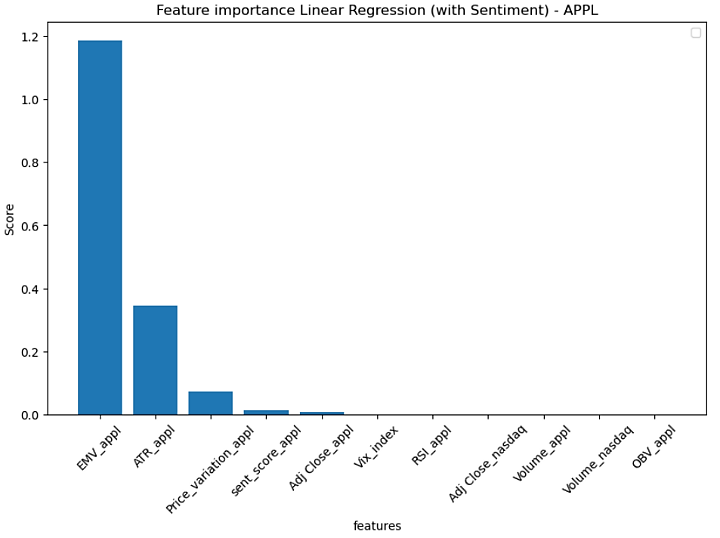 Feature importance Linear Regression (with Sentiment) - APPL
1.2
1.0
0.8
0.6
0.4
0.2
0.0
Score
EMV_appl
ATR_appl
Price_variation_appl
sent_score_appl
Adj Close_appl
Vix_index
RSI_appl
Adj Close_nasdaq
Volume_appl
Volume_nasdaq
OBV_appl
features